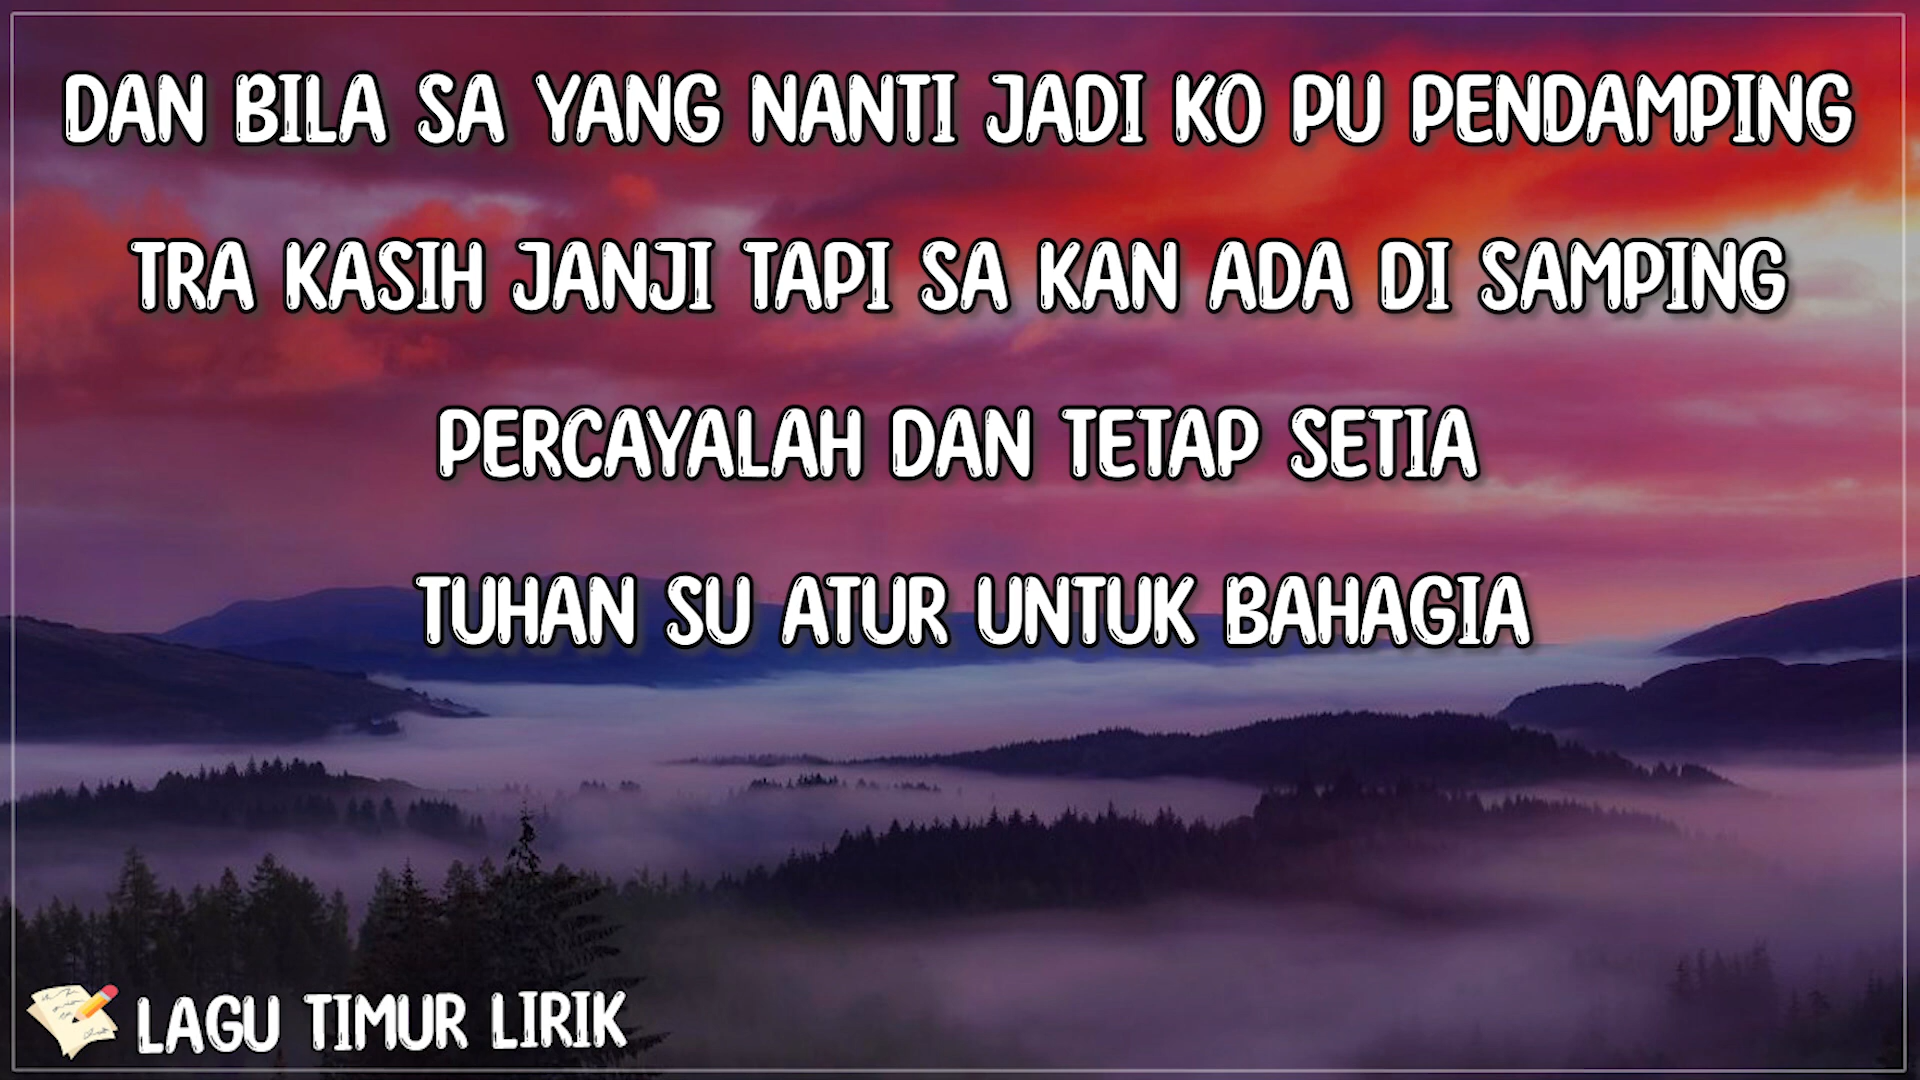 DAN BILA SA YANG NANTI JADI KO PU PENDAMPING
TRA KASIH JANJI TAPI SA KAN ADA DI SAMPING
PERCAYALAH DAN TETAP SETIA
TUHAN SU ATUR UNTUK BAHAGIA
LAGU TIMUR LIRIK